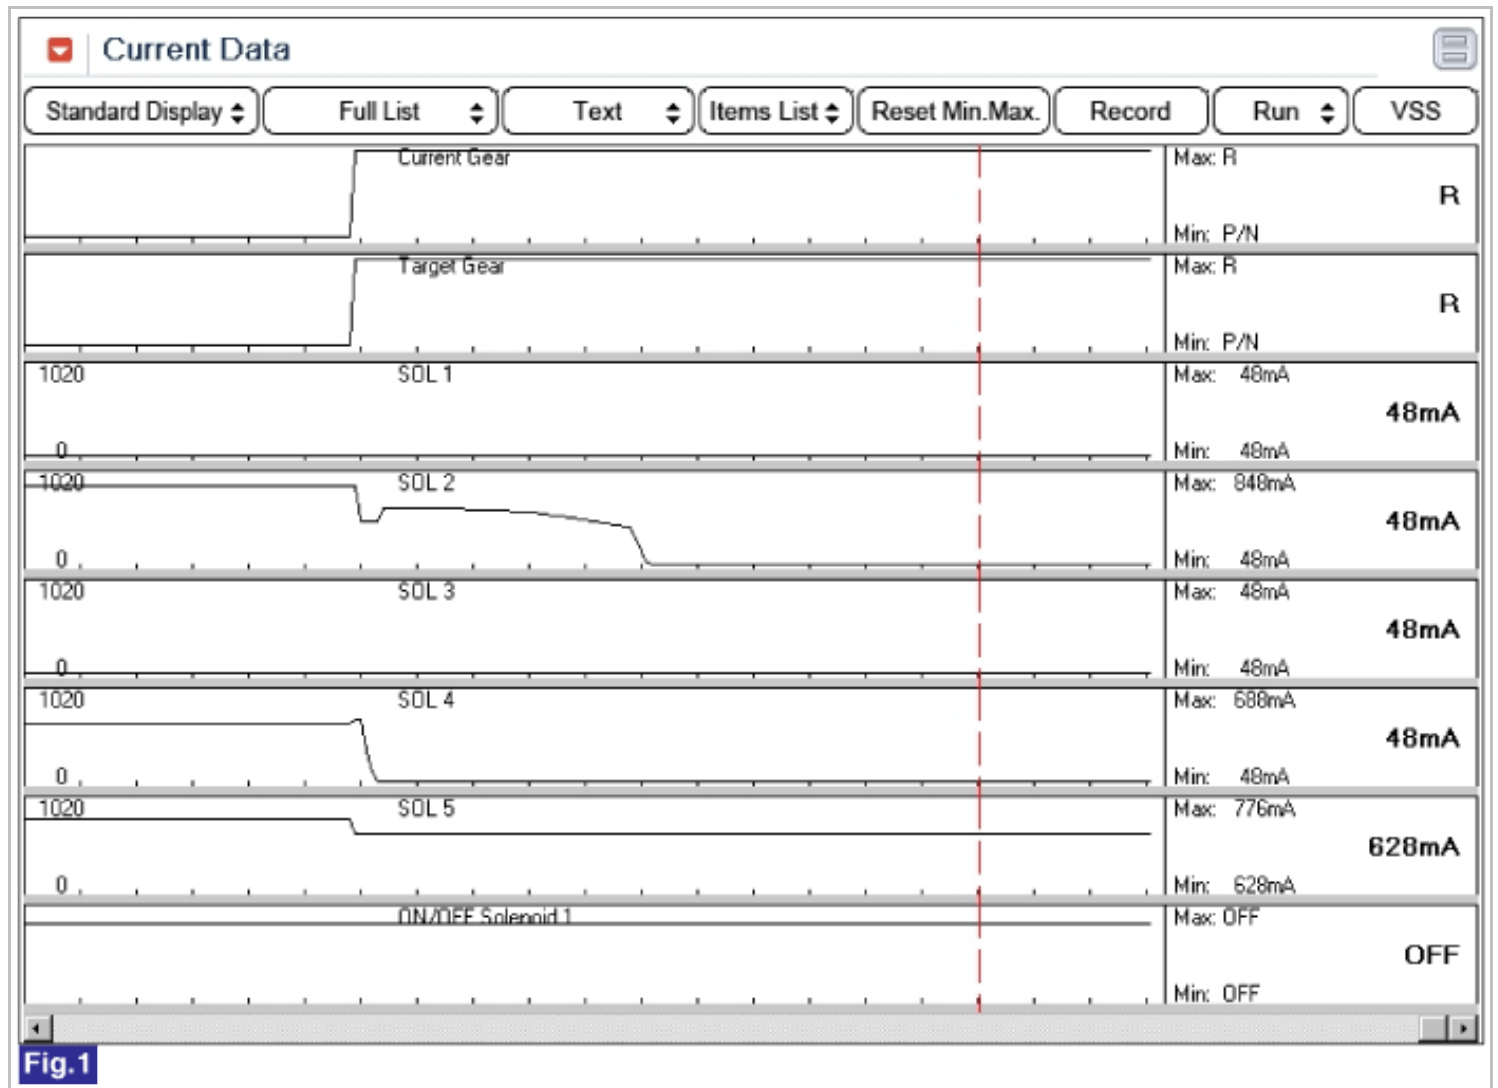 Current Data
Standard Display Full List Text Items List Reset Min.Max. Record Run VSS
Current Gear Max: R
R
Min: P/N
Target Gear Max: R
R
Min: P/N
1020 SOL 1 Max: 48mA
48mA
0 Min: 48mA
1020 SOL 2 Max: 848mA
48mA
0 Min: 48mA
1020 SOL 3 Max: 48mA
48mA
0 Min: 48mA
1020 SOL 4 Max: 688mA
48mA
0 Min: 48mA
1020 SOL 5 Max: 776mA
628mA
0 Min: 628mA
ON/OFF Solenoid 1 Max: OFF
OFF
Min: OFF
Fig.1